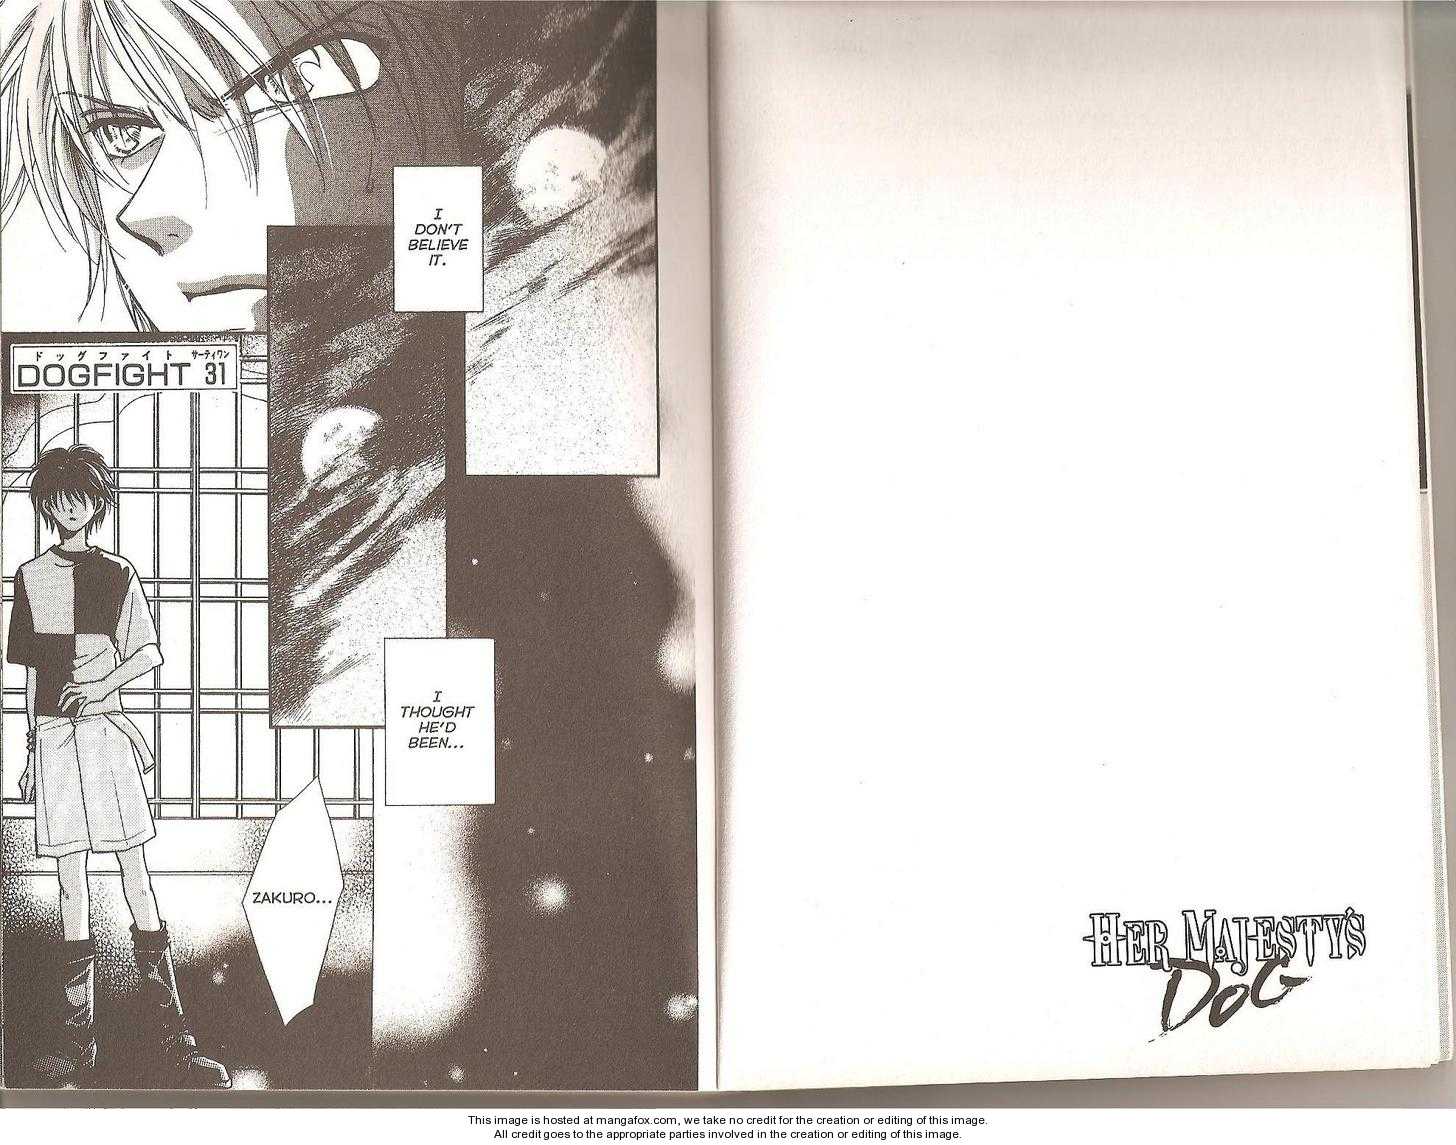 I
DON'T
BELIEVE
IT.
ドッグファイト サーティワン
DOGFIGHT 31
I
THOUGHT
HE'D
BEEN...
ZAKURO...
HER MAJESTY'S
DOG
This image is hosted at mangafox.com, we take no credit for the creation or editing of this image.
All credit goes to the appropriate parties involved in the creation or editing of this image.